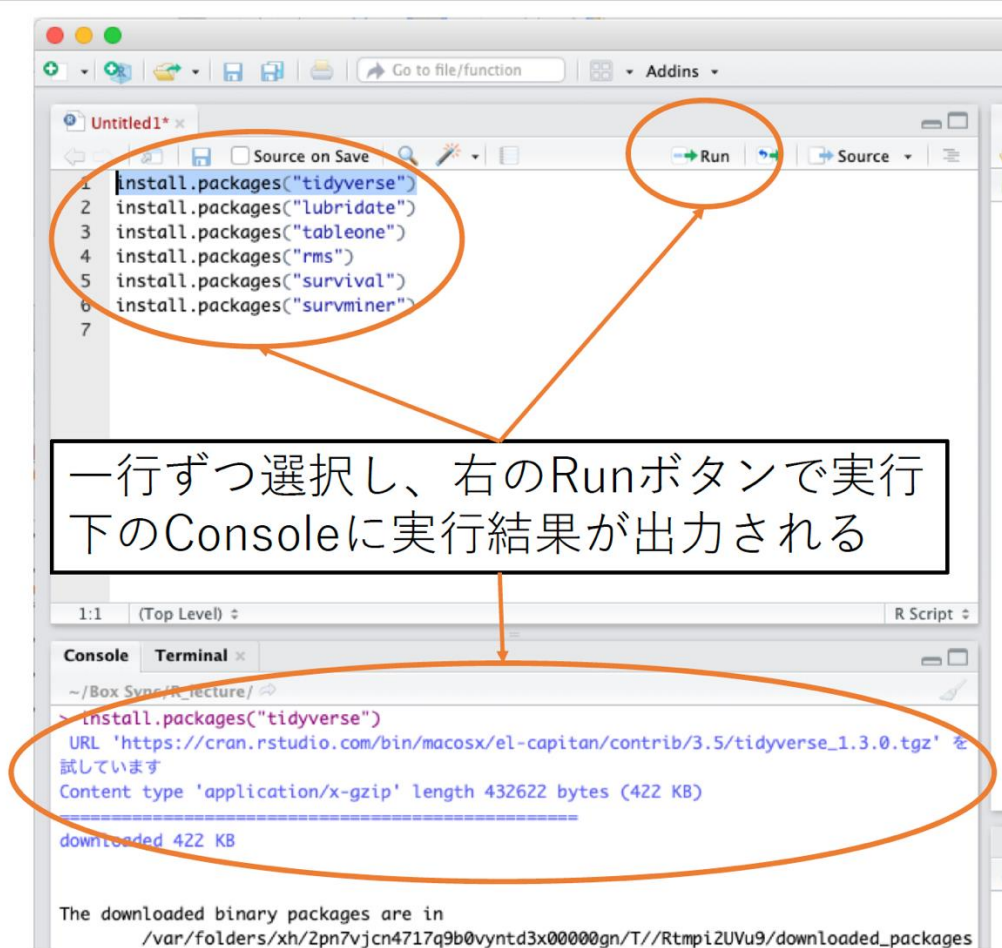 Go to file/function
Addins
Untitled1*
Source on Save
Run
Source
1 install.packages("tidyverse")
2 install.packages("lubridate")
3 install.packages("tableone")
4 install.packages("rms")
5 install.packages("survival")
6 install.packages("survminer")
7
一行ずつ選択し、右のRunボタンで実行
下のConsoleに実行結果が出力される
1:1 (Top Level) R Script
Console Terminal
~/Box Sync/R_lecture/
> install.packages("tidyverse")
URL 'https://cran.rstudio.com/bin/macosx/el-capitan/contrib/3.5/tidyverse_1.3.0.tgz' を
試しています
Content type 'application/x-gzip' length 432622 bytes (422 KB)
==================================================
downloaded 422 KB
The downloaded binary packages are in
/var/folders/xh/2pn7vjcn4717q9b0vyntd3x00000gn/T//Rtmpi2UVu9/downloaded_packages